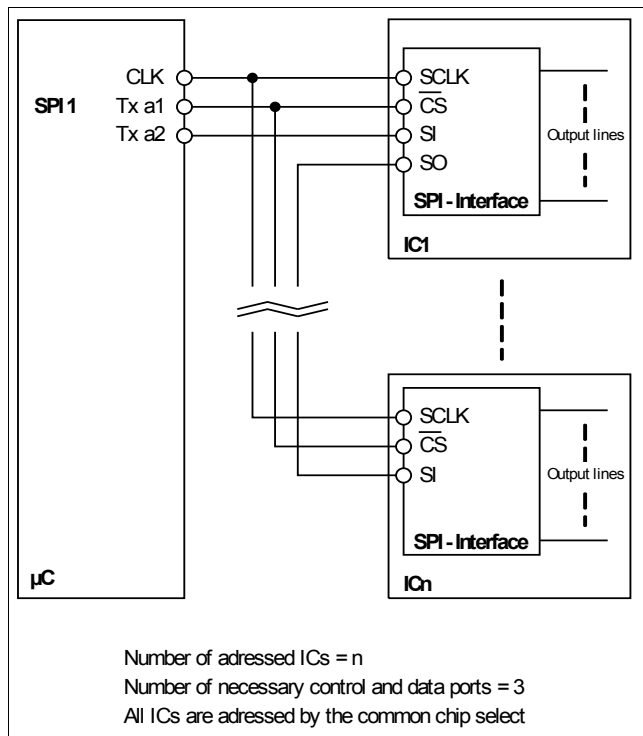 SPI 1
CLK
Tx a1
Tx a2
µC
SCLK
CS
SI
SO
SPI - Interface
Output lines
IC1
SCLK
CS
SI
SPI - Interface
Output lines
ICn
Number of adressed ICs = n
Number of necessary control and data ports = 3
All ICs are adressed by the common chip select